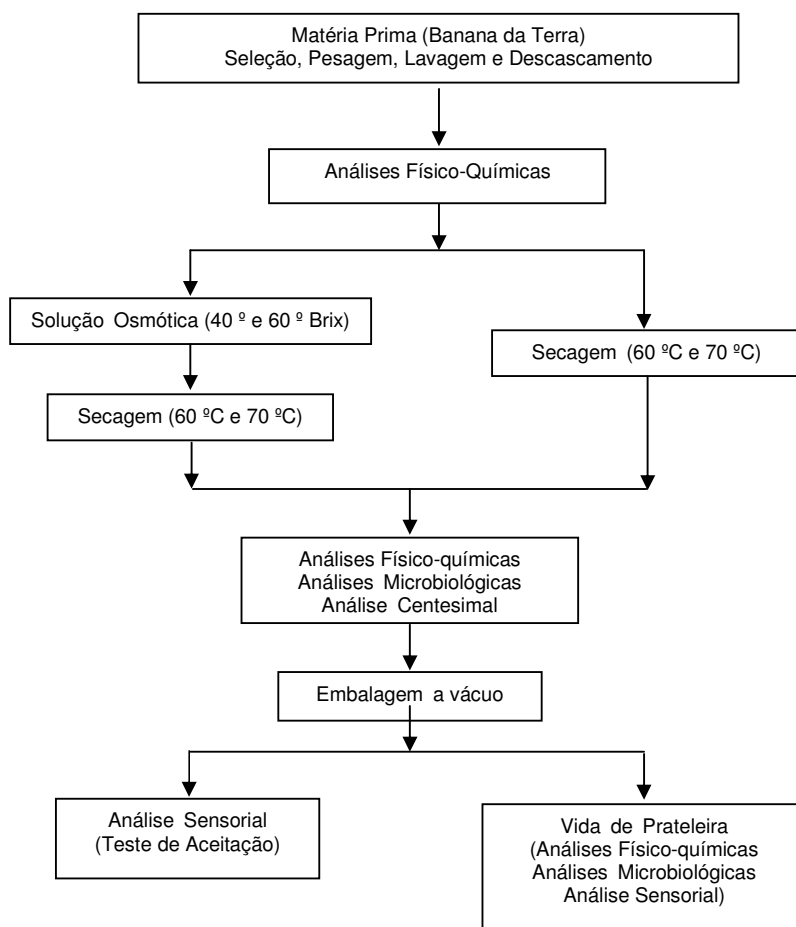 Matéria Prima (Banana da Terra)
Seleção, Pesagem, Lavagem e Descascamento
Análises Físico-Químicas
Solução Osmótica (40 º e 60 º Brix)
Secagem (60 ºC e 70 ºC)
Secagem (60 ºC e 70 ºC)
Análises Físico-químicas
Análises Microbiológicas
Análise Centesimal
Embalagem a vácuo
Análise Sensorial
(Teste de Aceitação)
Vida de Prateleira
(Análises Físico-químicas
Análises Microbiológicas
Análise Sensorial)